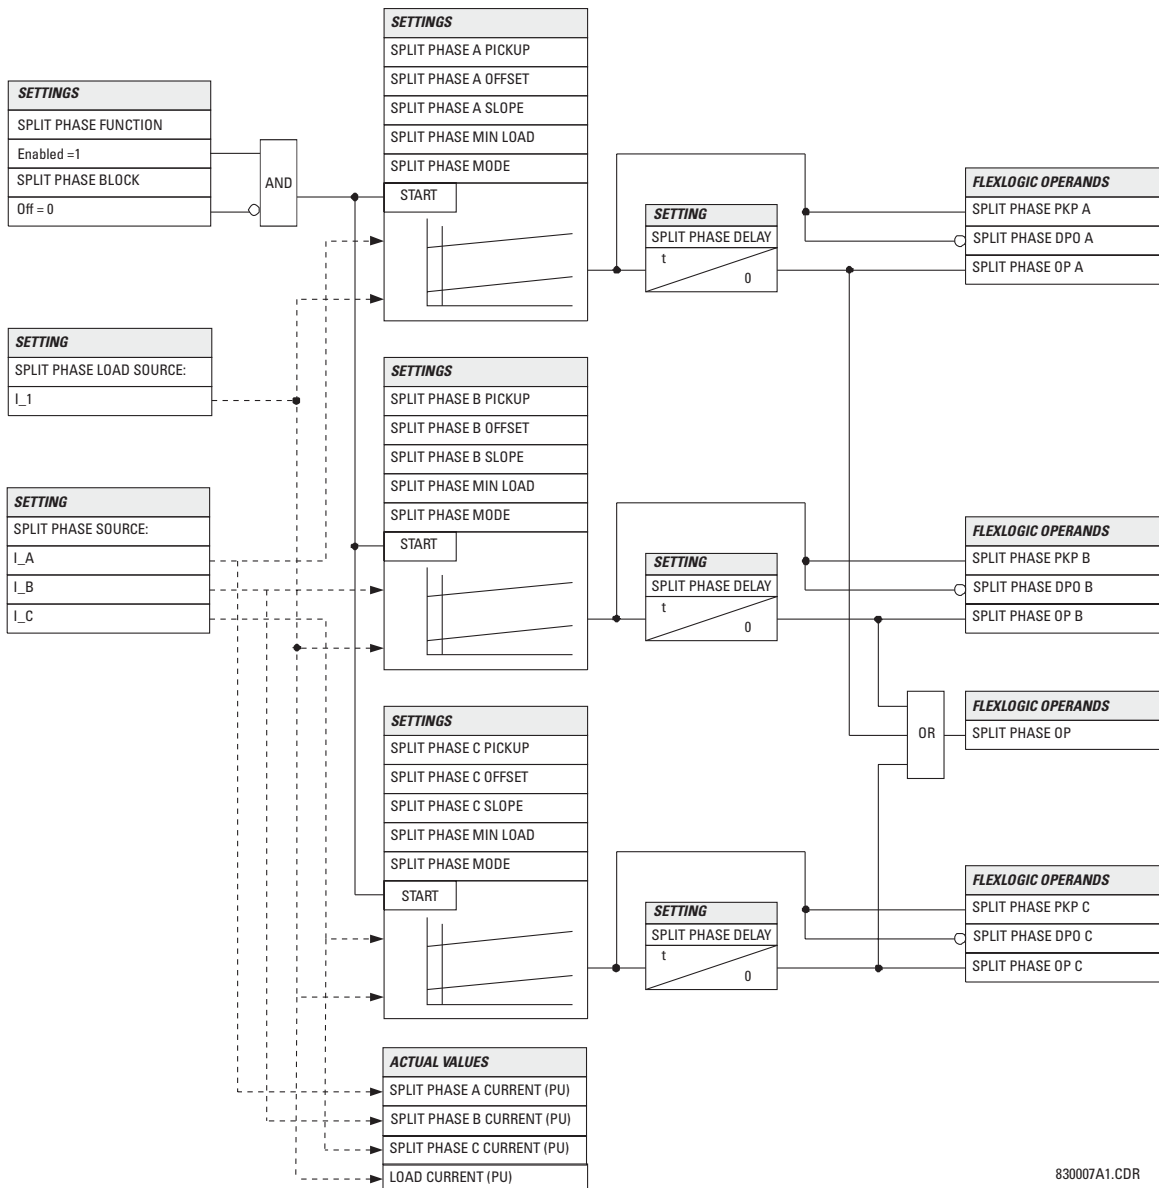 SETTINGS
SPLIT PHASE FUNCTION
Enabled =1
SPLIT PHASE BLOCK
Off = 0
AND
SETTING
SPLIT PHASE LOAD SOURCE:
I_1
SETTING
SPLIT PHASE SOURCE:
I_A
I_B
I_C
SETTINGS
SPLIT PHASE A PICKUP
SPLIT PHASE A OFFSET
SPLIT PHASE A SLOPE
SPLIT PHASE MIN LOAD
SPLIT PHASE MODE
START
SETTING
SPLIT PHASE DELAY
t
0
FLEXLOGIC OPERANDS
SPLIT PHASE PKP A
SPLIT PHASE DPO A
SPLIT PHASE OP A
SETTINGS
SPLIT PHASE B PICKUP
SPLIT PHASE B OFFSET
SPLIT PHASE B SLOPE
SPLIT PHASE MIN LOAD
SPLIT PHASE MODE
START
SETTING
SPLIT PHASE DELAY
t
0
FLEXLOGIC OPERANDS
SPLIT PHASE PKP B
SPLIT PHASE DPO B
SPLIT PHASE OP B
OR
FLEXLOGIC OPERANDS
SPLIT PHASE OP
SETTINGS
SPLIT PHASE C PICKUP
SPLIT PHASE C OFFSET
SPLIT PHASE C SLOPE
SPLIT PHASE MIN LOAD
SPLIT PHASE MODE
START
SETTING
SPLIT PHASE DELAY
t
0
FLEXLOGIC OPERANDS
SPLIT PHASE PKP C
SPLIT PHASE DPO C
SPLIT PHASE OP C
ACTUAL VALUES
SPLIT PHASE A CURRENT (PU)
SPLIT PHASE B CURRENT (PU)
SPLIT PHASE C CURRENT (PU)
LOAD CURRENT (PU)
830007A1.CDR